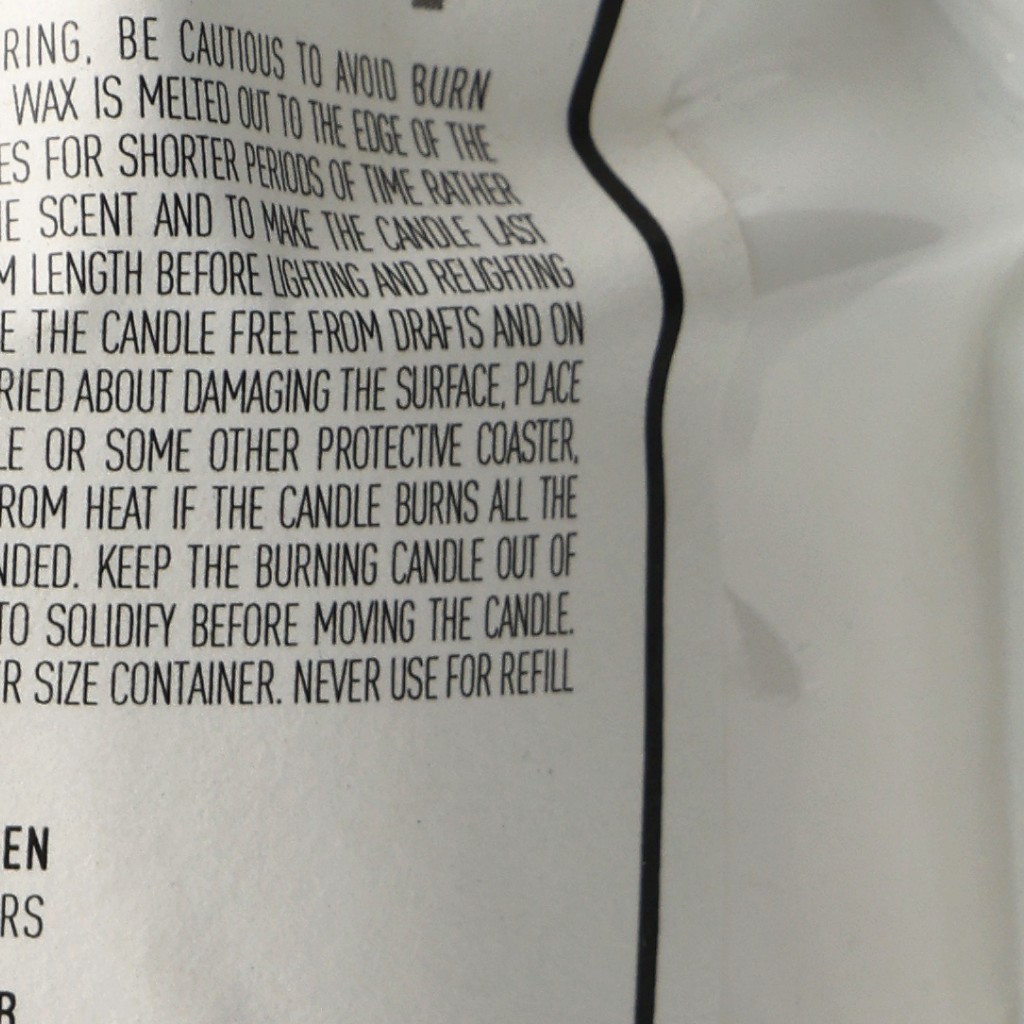 RING, BE CAUTIOUS TO AVOID BURN
WAX IS MELTED OUT TO THE EDGE OF THE
ES FOR SHORTER PERIODS OF TIME RATHER
E SCENT AND TO MAKE THE CANDLE LAST
M LENGTH BEFORE LIGHTING AND RELIGHTING
E THE CANDLE FREE FROM DRAFTS AND ON
RIED ABOUT DAMAGING THE SURFACE, PLACE
LE OR SOME OTHER PROTECTIVE COASTER,
ROM HEAT IF THE CANDLE BURNS ALL THE
NDED. KEEP THE BURNING CANDLE OUT OF
TO SOLIDIFY BEFORE MOVING THE CANDLE.
R SIZE CONTAINER. NEVER USE FOR REFILL
EN
RS
R